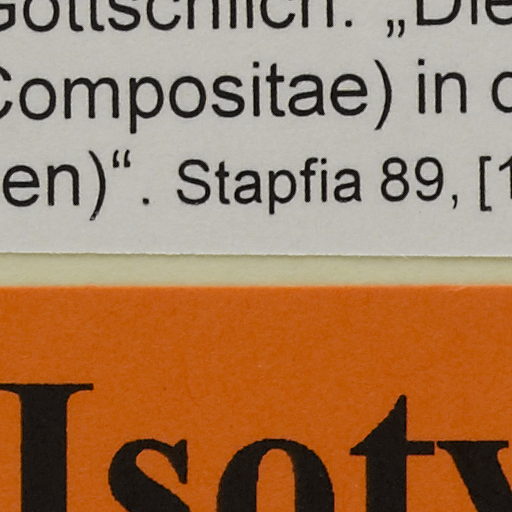 Gottschlich: „Die
Compositae) in
en)“. Stapfia 89, [1
Isoty